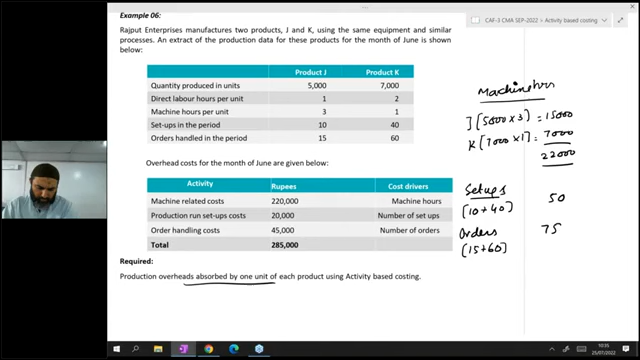 Example 06:
Rajput Enterprises manufactures two products, J and K, using the same equipment and similar
processes. An extract of the production data for these products for the month of June is shown
below:
Product J Product K
Quantity produced in units 5,000 7,000
Direct labour hours per unit 1 2
Machine hours per unit 3 1
Set-ups in the period 10 40
Orders handled in the period 15 60
Overhead costs for the month of June are given below:
Activity Rupees Cost drivers
Machine related costs 220,000 Machine hours
Production run set-ups costs 20,000 Number of set ups
Order handling costs 45,000 Number of orders
Total 285,000
Required:
Production overheads absorbed by one unit of each product using Activity based costing.
CAF-3 CMA SEP-2022 > Activity based costing
Machine hrs
J [5000 x 3] = 15000
K [7000 x 1] = 7000
22000
Setups 50
[10+40]
Orders 75
[15+60]
10:35
25/07/2022